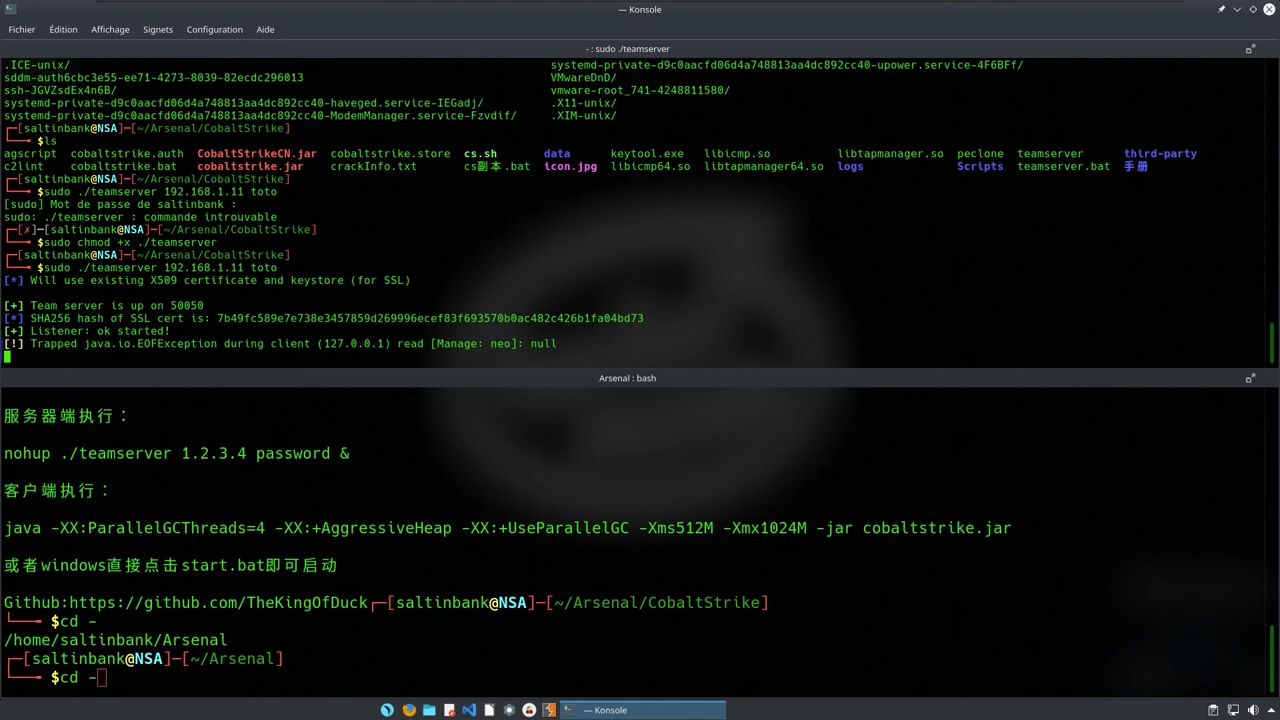 — Konsole
Fichier Édition Affichage Signets Configuration Aide
- : sudo ./teamserver
.ICE-unix/ systemd-private-d9c0aacfd06d4a748813aa4dc892cc40-upower.service-4F6BFf/
sddm-auth6cbc3e55-ee71-4273-8039-82ecdc296013 VMwareDnD/
ssh-JGVZsdEx4n6B/ vmware-root_741-4248811580/
systemd-private-d9c0aacfd06d4a748813aa4dc892cc40-haveged.service-IEGadj/ .X11-unix/
systemd-private-d9c0aacfd06d4a748813aa4dc892cc40-ModemManager.service-Fzvdif/ .XIM-unix/
┌─[saltinbank@NSA]─[~/Arsenal/CobaltStrike]
└──╼ $ls
agscript cobaltstrike.auth CobaltStrikeCN.jar cobaltstrike.store cs.sh data keytool.exe libicmp.so libtapmanager.so peclone teamserver third-party
c2lint cobaltstrike.bat cobaltstrike.jar crackInfo.txt cs副本.bat icon.jpg libicmp64.so libtapmanager64.so logs Scripts teamserver.bat 手册
┌─[saltinbank@NSA]─[~/Arsenal/CobaltStrike]
└──╼ $sudo ./teamserver 192.168.1.11 toto
[sudo] Mot de passe de saltinbank :
sudo: ./teamserver : commande introuvable
┌─[✗]─[saltinbank@NSA]─[~/Arsenal/CobaltStrike]
└──╼ $sudo chmod +x ./teamserver
┌─[saltinbank@NSA]─[~/Arsenal/CobaltStrike]
└──╼ $sudo ./teamserver 192.168.1.11 toto
[*] Will use existing X509 certificate and keystore (for SSL)
[+] Team server is up on 50050
[*] SHA256 hash of SSL cert is: 7b49fc589e7e738e3457859d269996ecef83f693570b0ac482c426b1fa04bd73
[+] Listener: ok started!
[!] Trapped java.io.EOFException during client (127.0.0.1) read [Manage: neo]: null
Arsenal : bash
服务器端执行：
nohup ./teamserver 1.2.3.4 password &
客户端执行：
java -XX:ParallelGCThreads=4 -XX:+AggressiveHeap -XX:+UseParallelGC -Xms512M -Xmx1024M -jar cobaltstrike.jar
或者windows直接点击start.bat即可启动
Github:https://github.com/TheKingOfDuck┌─[saltinbank@NSA]─[~/Arsenal/CobaltStrike]
└──╼ $cd -
/home/saltinbank/Arsenal
┌─[saltinbank@NSA]─[~/Arsenal]
└──╼ $cd -
— Konsole